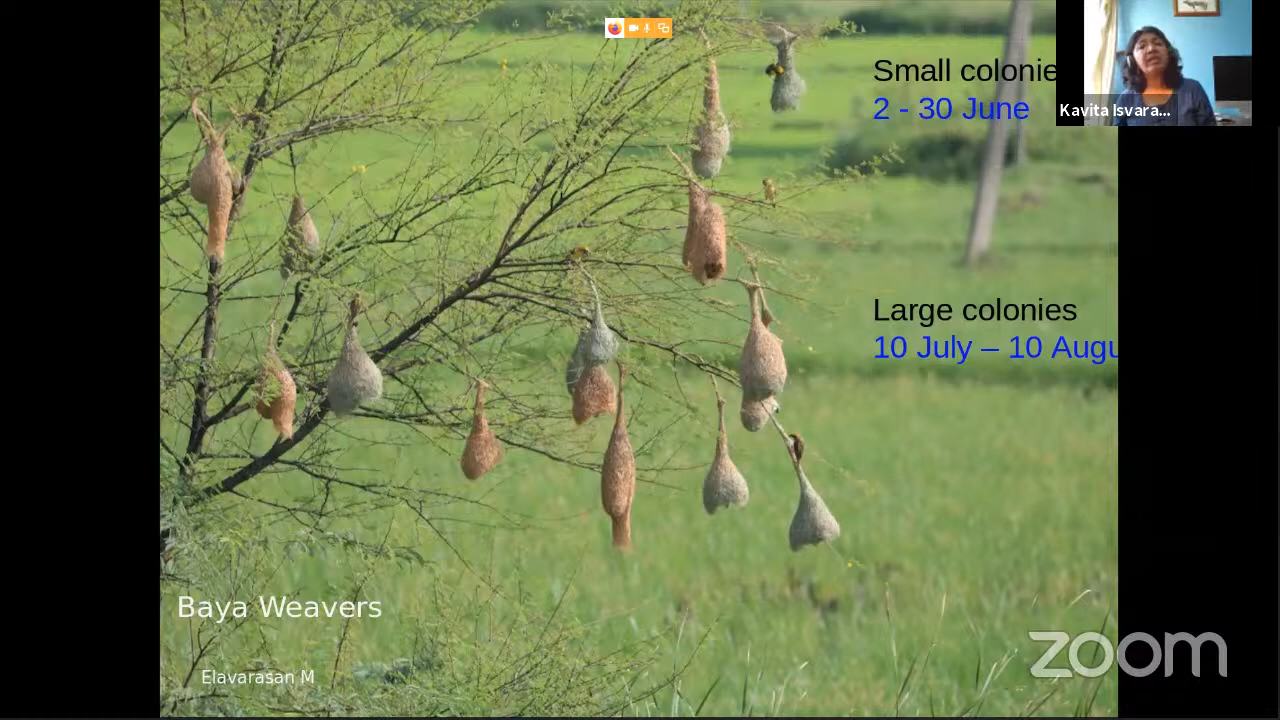 Small colonie
2 - 30 June
Kavita Isvara...
Large colonies
10 July – 10 Augu
Baya Weavers
Elavarasan M
zoom